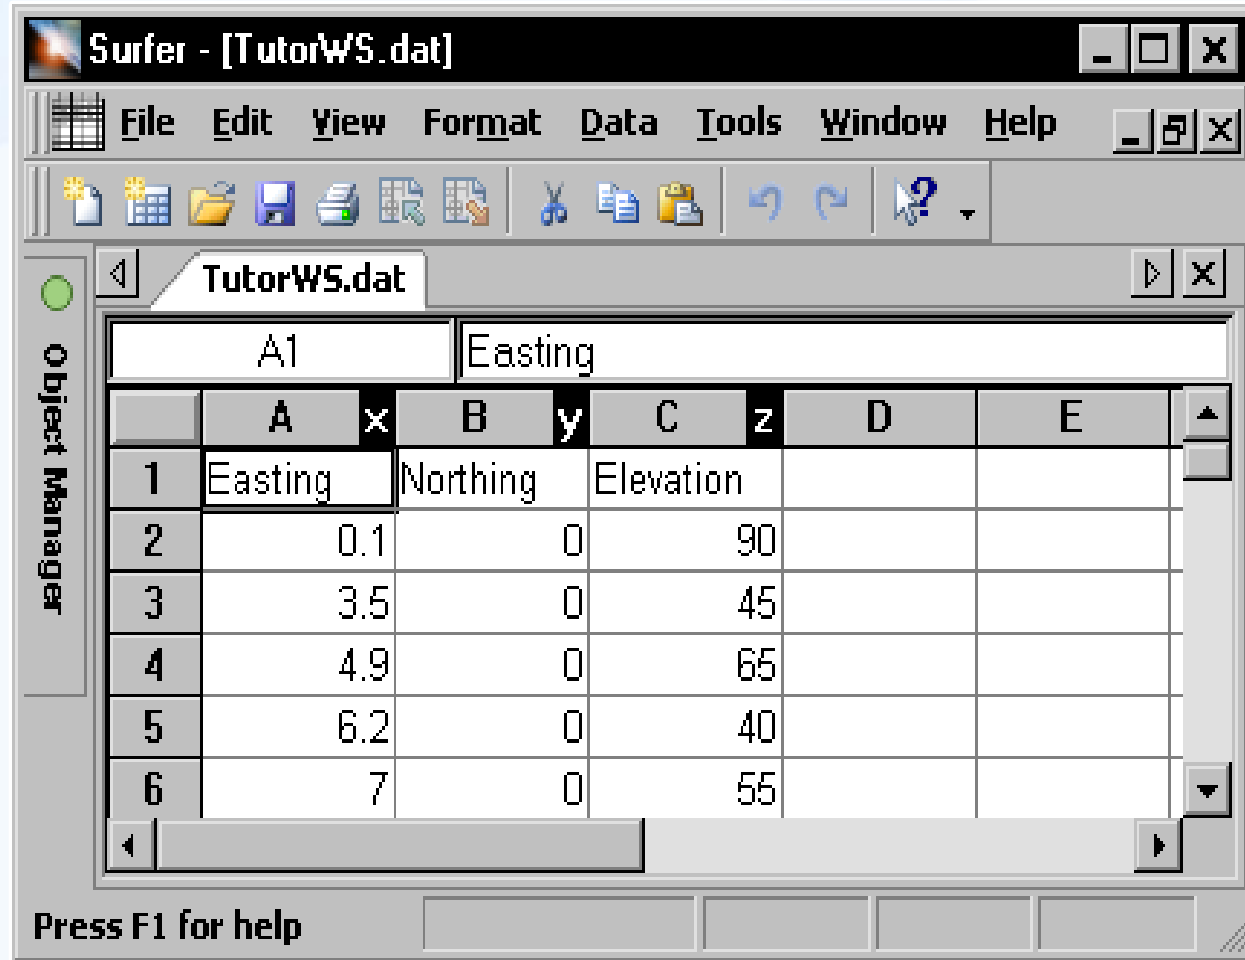 Surfer - [TutorWS.dat]
File Edit View Format Data Tools Window Help
TutorWS.dat
Object Manager
A1 Easting
A x B y C z D E
1 Easting Northing Elevation
2 0.1 0 90
3 3.5 0 45
4 4.9 0 65
5 6.2 0 40
6 7 0 55
Press F1 for help